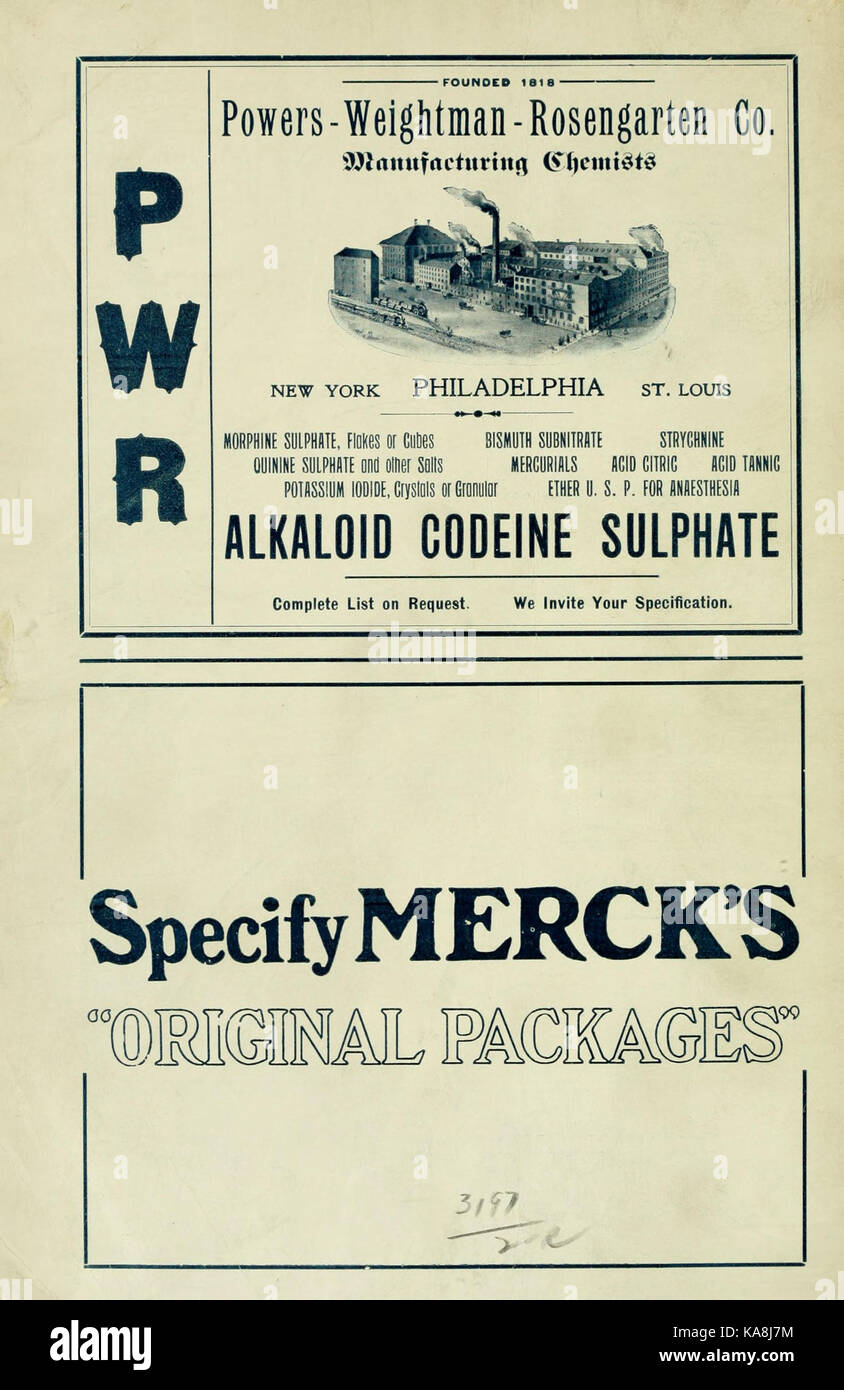 FOUNDED 1818
Powers-Weightman-Rosengarten Co.
Manufacturing Chemists
P
W
R
NEW YORK PHILADELPHIA ST. LOUIS
MORPHINE SULPHATE, Flakes or Cubes BISMUTH SUBNITRATE STRYCHNINE
QUININE SULPHATE and other Salts MERCURIALS ACID CITRIC ACID TANNIC
POTASSIUM IODIDE, Crystals or Granular ETHER U. S. P. FOR ANAESTHESIA
ALKALOID CODEINE SULPHATE
Complete List on Request. We Invite Your Specification.
Specify MERCK'S
"ORIGINAL PACKAGES"
3197
alamy
Image ID: KA8J7M
www.alamy.com